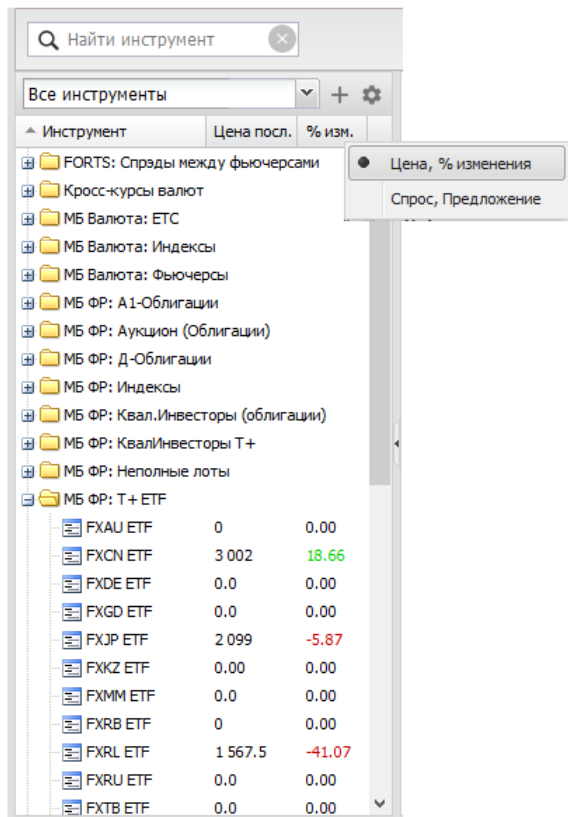 Найти инструмент
Все инструменты
Инструмент Цена посл. % изм.
Цена, % изменения
Спрос, Предложение
FORTS: Спрэды между фьючерсами
Кросс-курсы валют
МБ Валюта: ETC
МБ Валюта: Индексы
МБ Валюта: Фьючерсы
МБ ФР: А1-Облигации
МБ ФР: Аукцион (Облигации)
МБ ФР: Д-Облигации
МБ ФР: Индексы
МБ ФР: Квал.Инвесторы (облигации)
МБ ФР: КвалИнвесторы Т+
МБ ФР: Неполные лоты
МБ ФР: Т+ ETF
FXAU ETF 0 0.00
FXCN ETF 3 002 18.66
FXDE ETF 0.0 0.00
FXGD ETF 0.0 0.00
FXJP ETF 2 099 -5.87
FXKZ ETF 0.00 0.00
FXMM ETF 0.0 0.00
FXRB ETF 0 0.00
FXRL ETF 1 567.5 -41.07
FXRU ETF 0.0 0.00
FXTB ETF 0.0 0.00